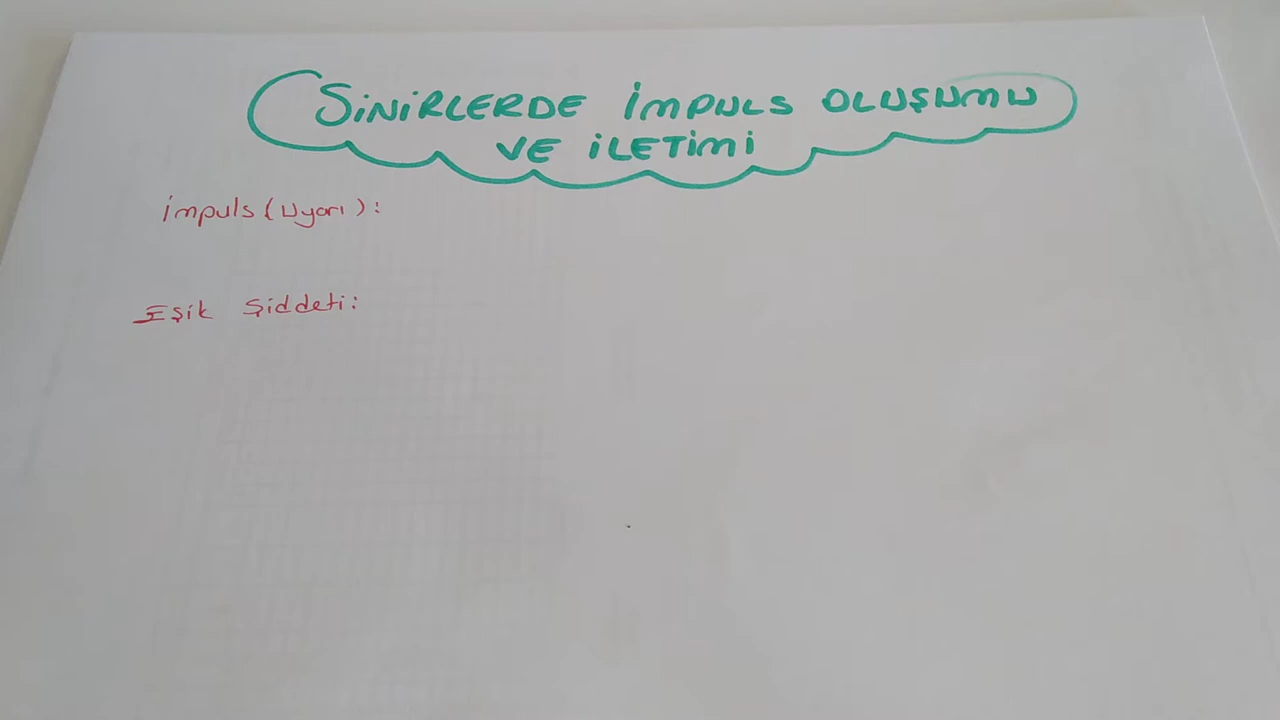 SİNİRLERDE İMPULS OLUŞUMU
VE İLETİMİ
İmpuls (Uyarı):
Eşik Şiddeti: